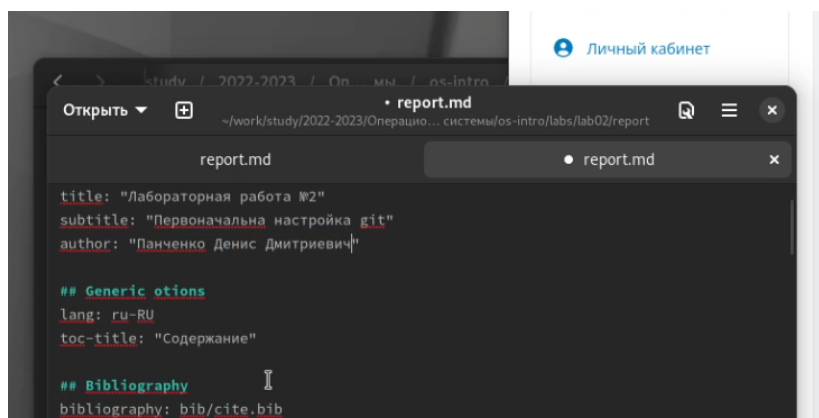 Личный кабинет
study / 2022-2023 / Оп... мы / os-intro /
Открыть
• report.md
~/work/study/2022-2023/Операцио... системы/os-intro/labs/lab02/report
report.md
● report.md
title: "Лабораторная работа №2"
subtitle: "Первоначальна настройка git"
author: "Панченко Денис Дмитриевич"
## Generic otions
lang: ru-RU
toc-title: "Содержание"
## Bibliography
bibliography: bib/cite.bib